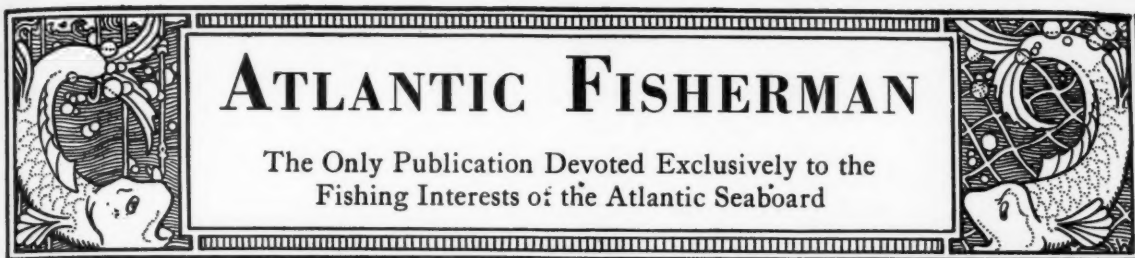 ATLANTIC FISHERMAN
The Only Publication Devoted Exclusively to the
Fishing Interests of the Atlantic Seaboard